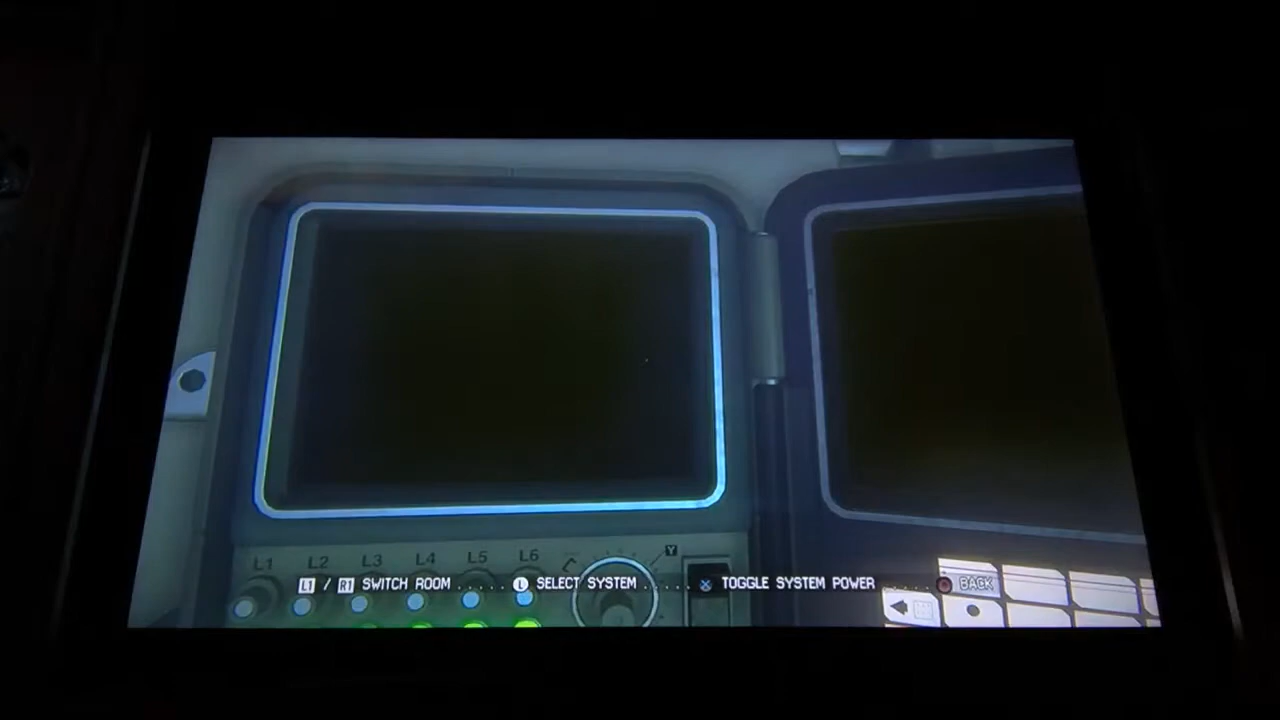 L1 L2 L3 L4 L5 L6 Y
L1 / R1 SWITCH ROOM ..... L SELECT SYSTEM ..... X TOGGLE SYSTEM POWER ..... BACK